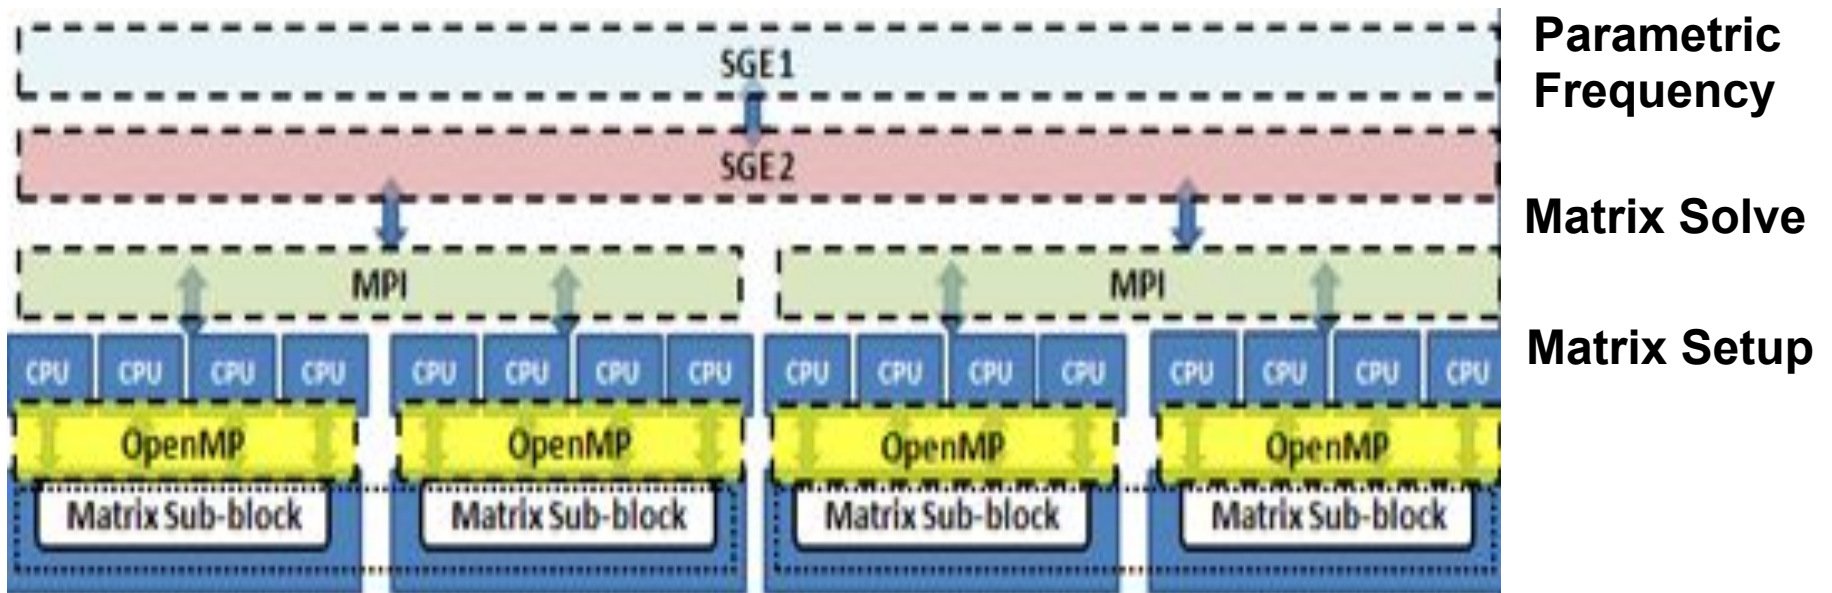 SGE1
Parametric
Frequency
SGE2
Matrix Solve
MPI MPI
Matrix Setup
CPU CPU CPU CPU CPU CPU CPU CPU CPU CPU CPU CPU CPU CPU CPU CPU
OpenMP OpenMP OpenMP OpenMP
Matrix Sub-block Matrix Sub-block Matrix Sub-block Matrix Sub-block